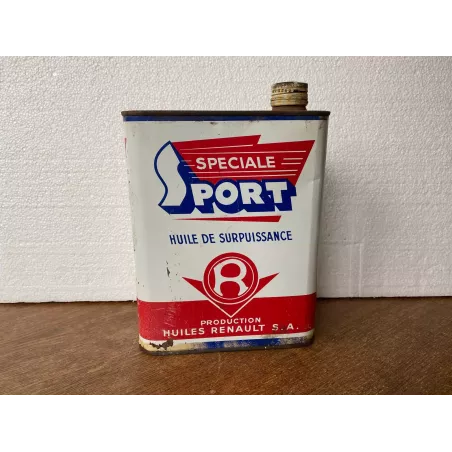 SPECIALE
SPORT
HUILE DE SURPUISSANCE
R
PRODUCTION
HUILES RENAULT S.A.